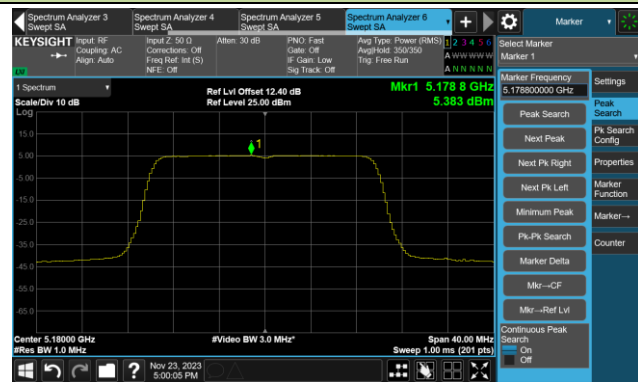 Spectrum Analyzer 3
Swept SA
Spectrum Analyzer 4
Swept SA
Spectrum Analyzer 5
Swept SA
Spectrum Analyzer 6
Swept SA
Marker
KEYSIGHT
Input: RF
Coupling: AC
Align: Auto
Input Z: 50 Ω
Corrections: Off
Freq Ref: Int (S)
NFE: Off
Atten: 30 dB
PNO: Fast
Gate: Off
IF Gain: Low
Sig Track: Off
Avg Type: Power (RMS)
Avg|Hold: 350/350
Trig: Free Run
1 2 3 4 5 6
A W W W W W
A N N N N N
Select Marker
Marker 1
1 Spectrum
Scale/Div 10 dB
Log
Ref Lvl Offset 12.40 dB
Ref Level 25.00 dBm
Mkr1 5.178 8 GHz
5.383 dBm
15.0
5.00
-5.00
-15.0
-25.0
-35.0
-45.0
-55.0
-65.0
1
Center 5.18000 GHz
#Res BW 1.0 MHz
#Video BW 3.0 MHz*
Span 40.00 MHz
Sweep 1.00 ms (201 pts)
Marker Frequency
5.178800000 GHz
Peak Search
Next Peak
Next Pk Right
Next Pk Left
Minimum Peak
Pk-Pk Search
Marker Delta
Mkr→CF
Mkr→Ref Lvl
Continuous Peak
Search
On
Off
Settings
Peak
Search
Pk Search
Config
Properties
Marker
Function
Marker→
Counter
Nov 23, 2023
5:00:05 PM